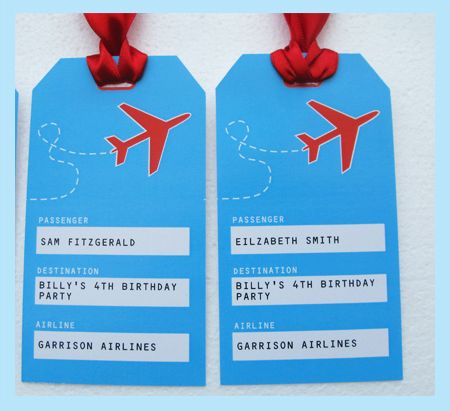 PASSENGER
SAM FITZGERALD
DESTINATION
BILLY'S 4TH BIRTHDAY
PARTY
AIRLINE
GARRISON AIRLINES
PASSENGER
EILZABETH SMITH
DESTINATION
BILLY'S 4TH BIRTHDAY
PARTY
AIRLINE
GARRISON AIRLINES